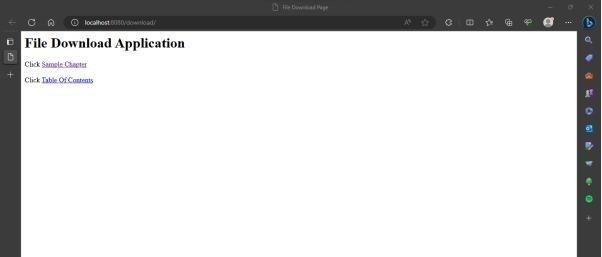 File Download Page
localhost:8080/download/
File Download Application
Click Sample Chapter
Click Table Of Contents